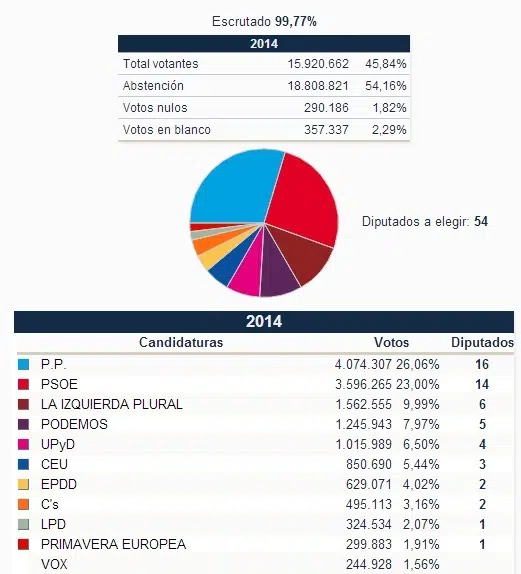 Escrutado 99,77%
2014
Total votantes 15.920.662 45,84%
Abstención 18.808.821 54,16%
Votos nulos 290.186 1,82%
Votos en blanco 357.337 2,29%
Diputados a elegir: 54
2014
Candidaturas Votos Diputados
P.P. 4.074.307 26,06% 16
PSOE 3.596.265 23,00% 14
LA IZQUIERDA PLURAL 1.562.555 9,99% 6
PODEMOS 1.245.943 7,97% 5
UPyD 1.015.989 6,50% 4
CEU 850.690 5,44% 3
EPDD 629.071 4,02% 2
C's 495.113 3,16% 2
LPD 324.534 2,07% 1
PRIMAVERA EUROPEA 299.883 1,91% 1
VOX 244.928 1,56%